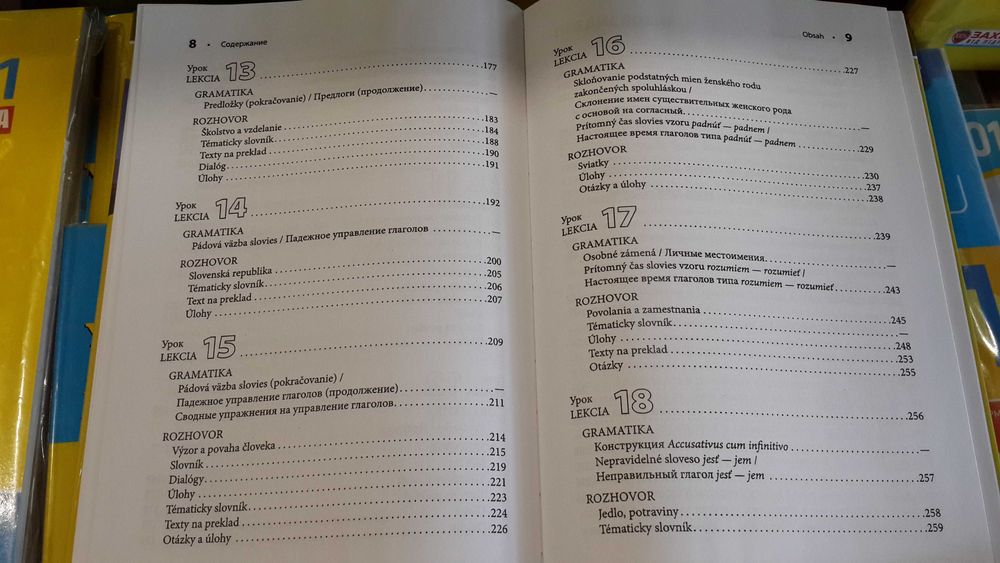 8 • Содержание
Урок
LEKCIA 13 ........ 177
GRAMATIKA
Predložky (pokračovanie) / Предлоги (продолжение) ........ —
ROZHOVOR
Školstvo a vzdelanie ........ 183
Tématicky slovník ........ 184
Texty na preklad ........ 188
Dialóg ........ 190
Úlohy ........ 191
Урок
LEKCIA 14 ........ 192
GRAMATIKA
Pádová väzba slovies / Падежное управление глаголов ........ —
ROZHOVOR
Slovenská republika ........ 200
Tématicky slovník ........ 205
Text na preklad ........ 206
Úlohy ........ 207
Урок
LEKCIA 15 ........ 209
GRAMATIKA
Pádová väzba slovies (pokračovanie) /
Падежное управление глаголов (продолжение) ........ —
Сводные упражнения на управление глаголов ........ 211
ROZHOVOR
Výzor a povaha človeka ........ 214
Slovník ........ 215
Dialógy ........ 219
Úlohy ........ 221
Tématicky slovník ........ 223
Texty na preklad ........ 224
Otázky a úlohy ........ 226
Obsah • 9
Урок
LEKCIA 16 ........ 227
GRAMATIKA
Skloňovanie podstatných mien ženského rodu
zakončených spoluhláskou /
Склонение имен существительных женского рода
с основой на согласный ........ —
Prítomný čas slovies vzoru padnúť — padnem /
Настоящее время глаголов типа padnúť — padnem ........ 229
ROZHOVOR
Sviatky ........ 230
Úlohy ........ 237
Otázky a úlohy ........ 238
Урок
LEKCIA 17 ........ 239
GRAMATIKA
Osobné zámená / Личные местоимения ........ —
Prítomný čas slovies vzoru rozumiem — rozumieť /
Настоящее время глаголов типа rozumiem — rozumieť ........ 243
ROZHOVOR
Povolania a zamestnania ........ 245
Tématicky slovník ........ —
Úlohy ........ 248
Texty na preklad ........ 253
Otázky ........ 255
Урок
LEKCIA 18 ........ 256
GRAMATIKA
Конструкция Accusativus cum infinitivo ........ —
Nepravidelné sloveso jesť — jem /
Неправильный глагол jesť — jem ........ 257
ROZHOVOR
Jedlo, potraviny ........ 258
Tématicky slovník ........ 259